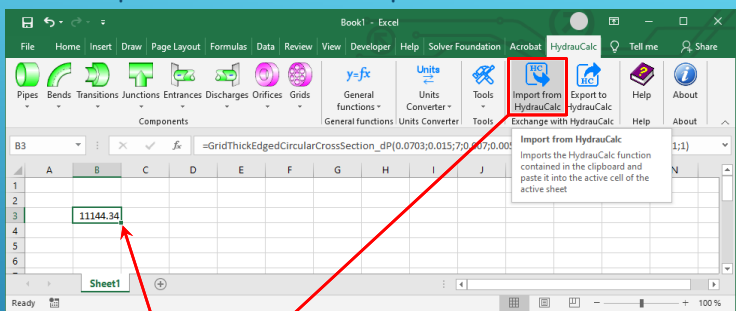 Book1 - Excel
File Home Insert Draw Page Layout Formulas Data Review View Developer Help Solver Foundation Acrobat HydrauCalc Tell me Share
y=fx Units HC HC
Pipes Bends Transitions Junctions Entrances Discharges Orifices Grids General functions Units Converter Tools Import from HydrauCalc Export to HydrauCalc Help About
Components General functions Units Converter Tools Exchange with HydrauCalc Help About
B3 fx =GridThickEdgedCircularCrossSection_dP(0.0703;0.015;7;0.007;0.005 1;1)
Import from HydrauCalc
Imports the HydrauCalc function
contained in the clipboard and
paste it into the active cell of the
active sheet
A B C D E F G H I J N
1
2
3 11144.34
4
5
6
Sheet1
Ready 100 %